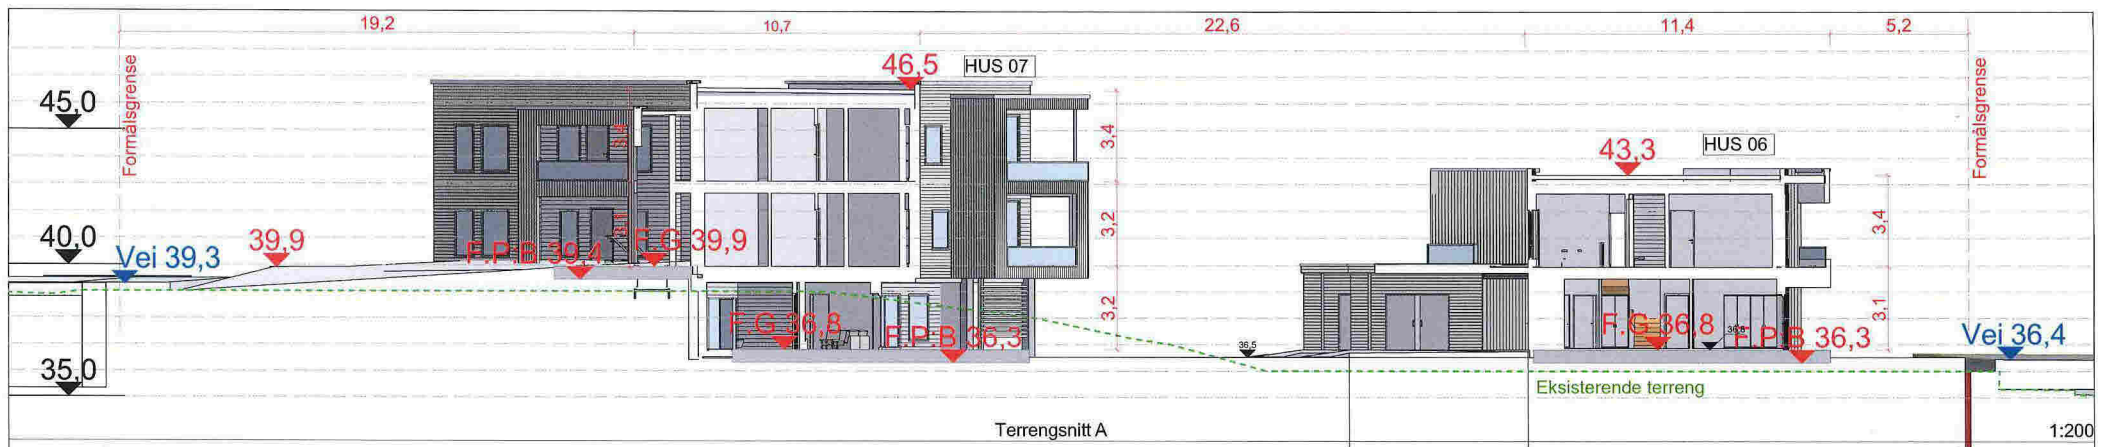 19,2 10,7 22,6 11,4 5,2
Formålsgrense
46,5
HUS 07
Formålsgrense
45,0
3,4
3,4
43,3
HUS 06
40,0
Vei 39,3
39,9
F.P.B 39,4
F.G 39,9
3,1
3,2
3,4
35,0
F.G 36,8
F.P.B 36,3
3,2
36,5
F.G 36,8
36,8
F.P.B 36,3
3,1
Vei 36,4
Eksisterende terreng
Terrengsnitt A
1:200